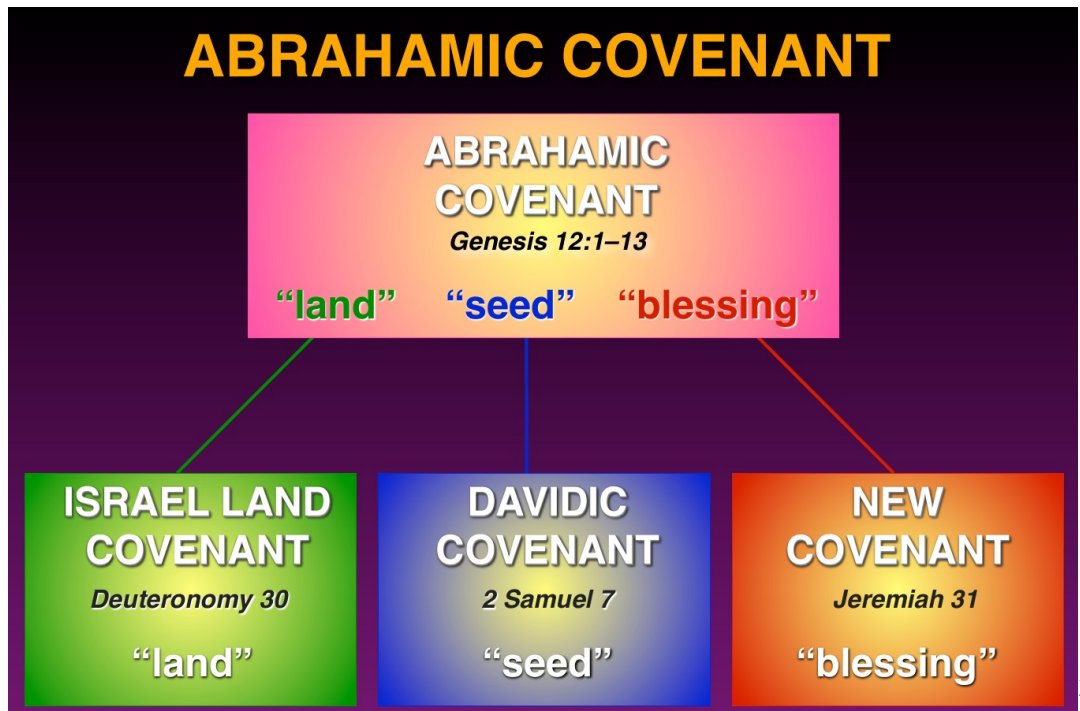 ABRAHAMIC COVENANT
ABRAHAMIC
COVENANT
Genesis 12:1–13
“land” “seed” “blessing”
ISRAEL LAND
COVENANT
Deuteronomy 30
“land”
DAVIDIC
COVENANT
2 Samuel 7
“seed”
NEW
COVENANT
Jeremiah 31
“blessing”